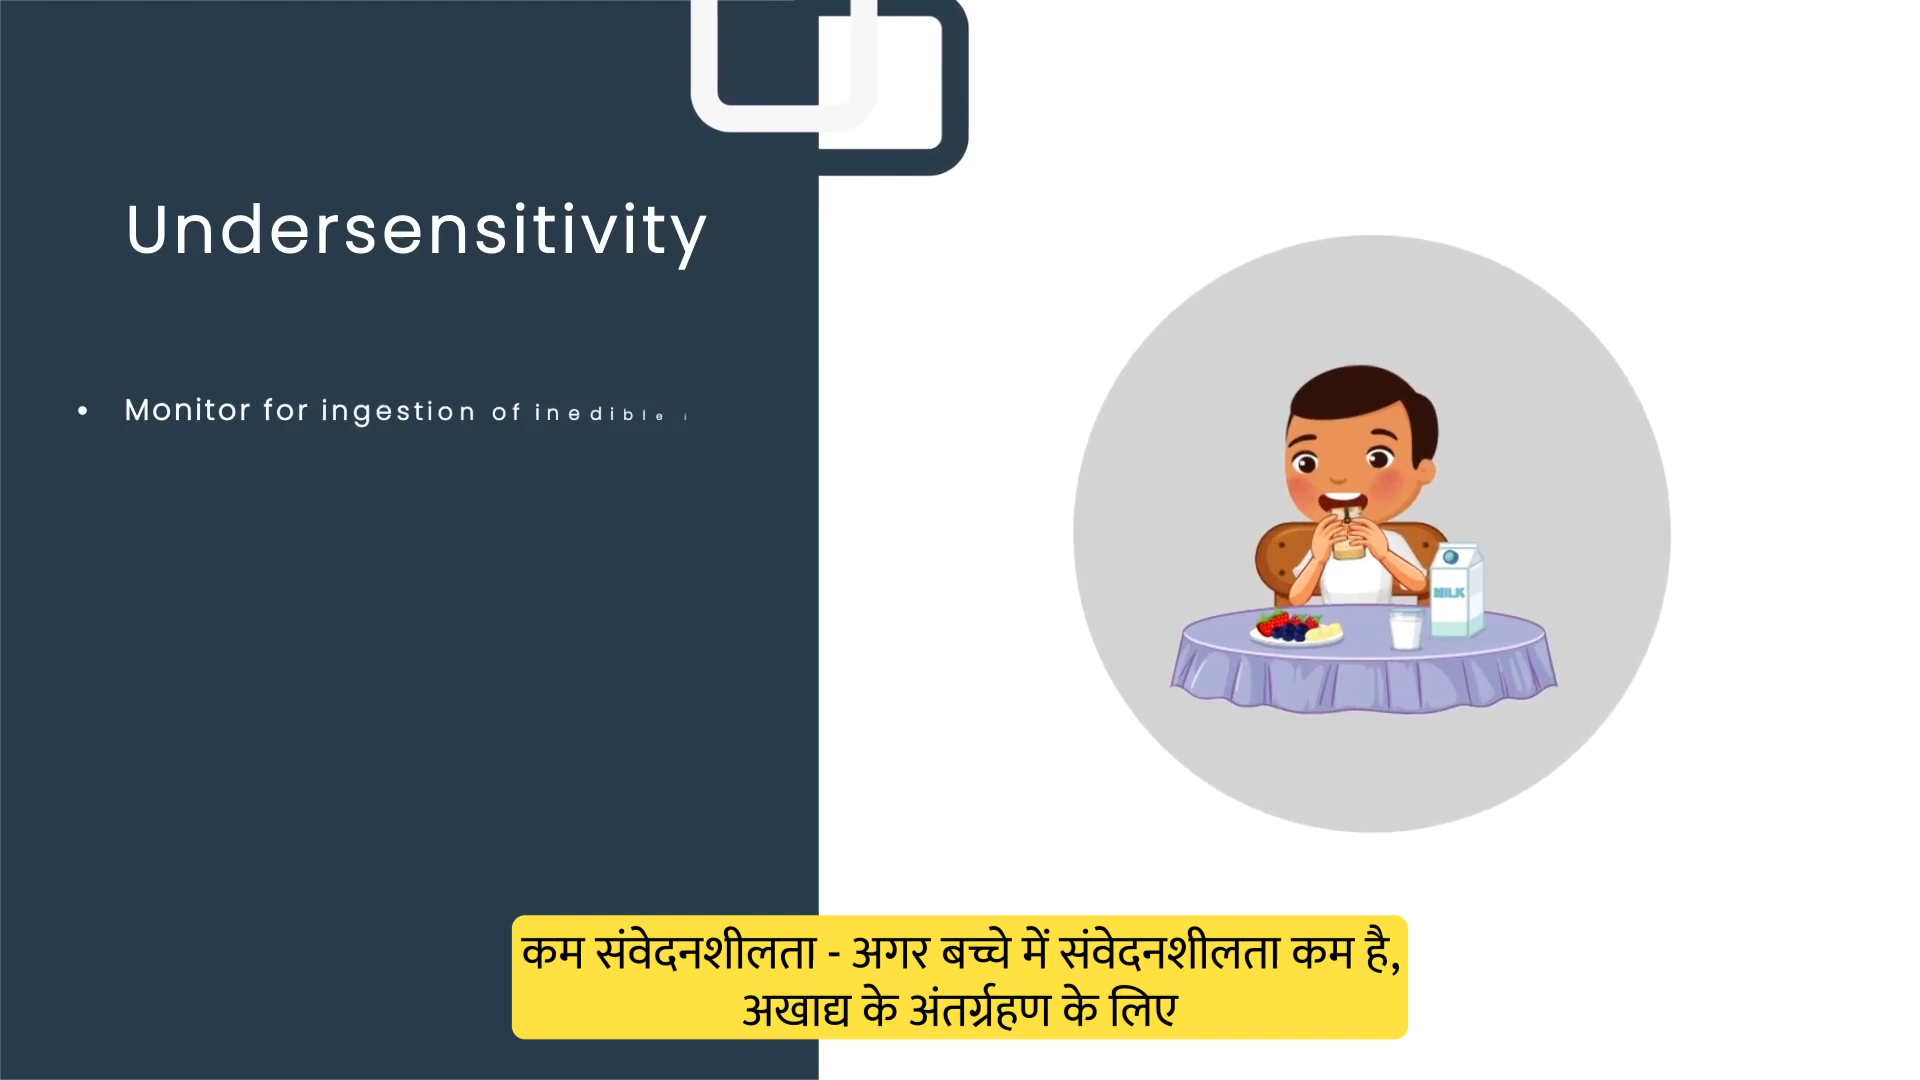 Undersensitivity
• Monitor for ingestion of inedible
MILK
कम संवेदनशीलता - अगर बच्चे में संवेदनशीलता कम है,
अखाद्य के अंतर्ग्रहण के लिए